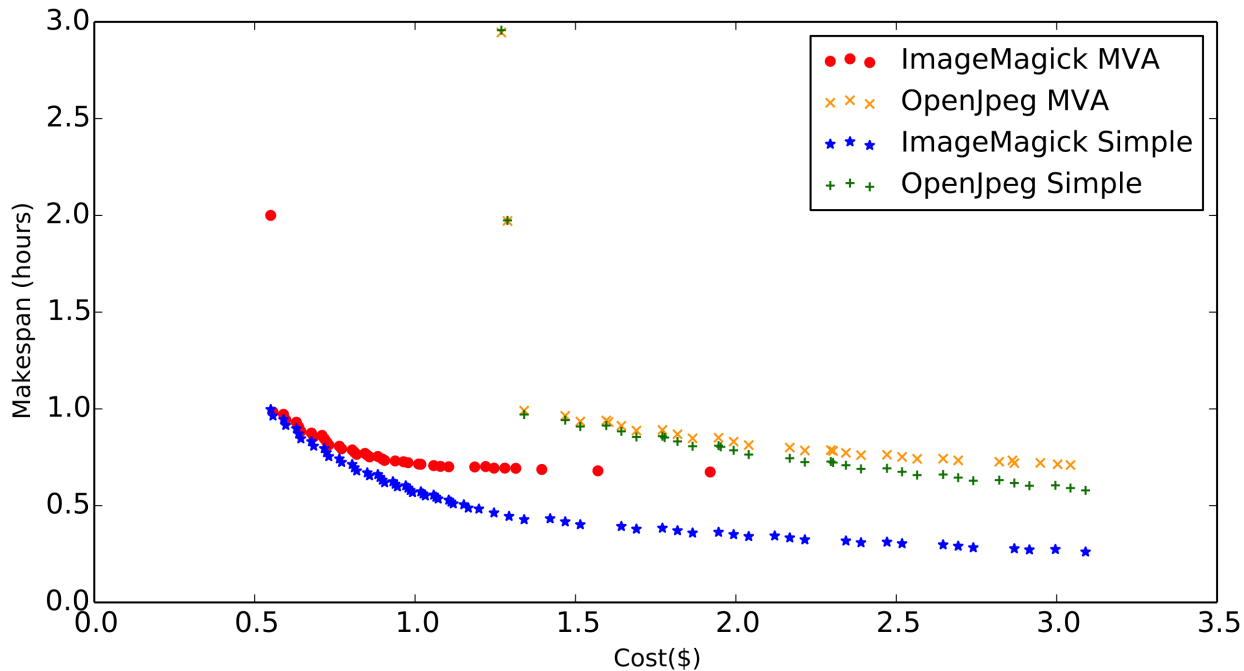 3.0
2.5
2.0
1.5
1.0
0.5
0.0
Makespan (hours)
ImageMagick MVA
OpenJpeg MVA
ImageMagick Simple
OpenJpeg Simple
0.0 0.5 1.0 1.5 2.0 2.5 3.0 3.5
Cost($)